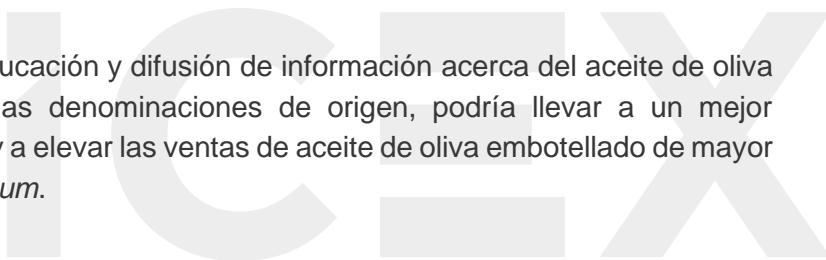 ICEX
ucación y difusión de información acerca del aceite de oliva
as denominaciones de origen, podría llevar a un mejor
y a elevar las ventas de aceite de oliva embotellado de mayor
um.